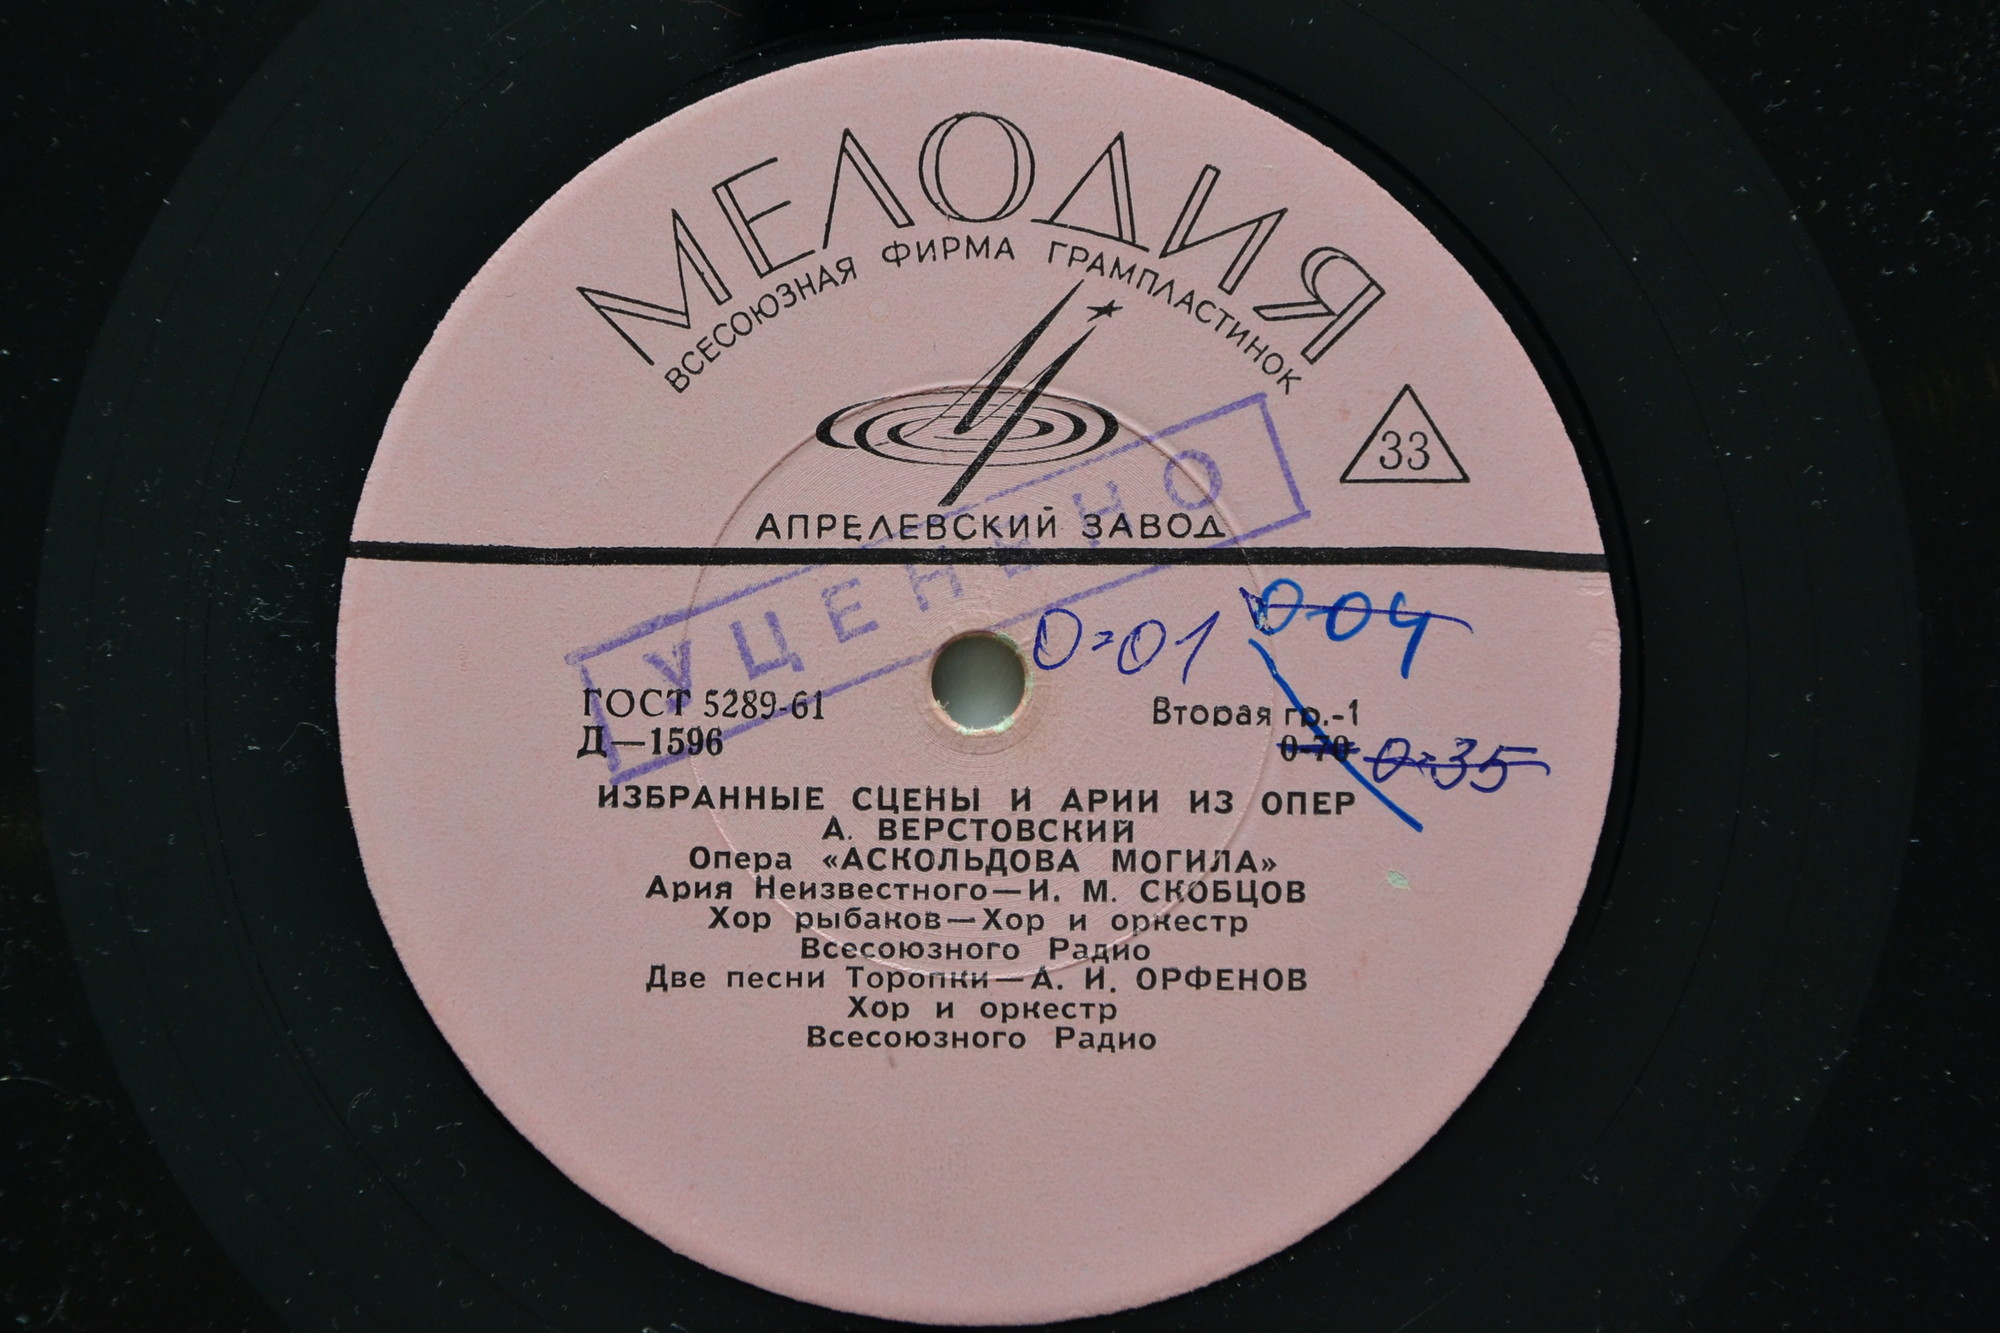 МЕЛОДИЯ
ВСЕСОЮЗНАЯ ФИРМА ГРАМПЛАСТИНОК
33
АПРЕЛЕВСКИЙ ЗАВОД
УЦЕНЕНО
0-04
0=01
ГОСТ 5289-61
Вторая гр.-1
Д—1596
0-70 0=35
ИЗБРАННЫЕ СЦЕНЫ И АРИИ ИЗ ОПЕР
А. ВЕРСТОВСКИЙ
Опера «АСКОЛЬДОВА МОГИЛА»
Ария Неизвестного—И. М. СКОБЦОВ
Хор рыбаков—Хор и оркестр
Всесоюзного Радио
Две песни Торопки—А. И. ОРФЕНОВ
Хор и оркестр
Всесоюзного Радио